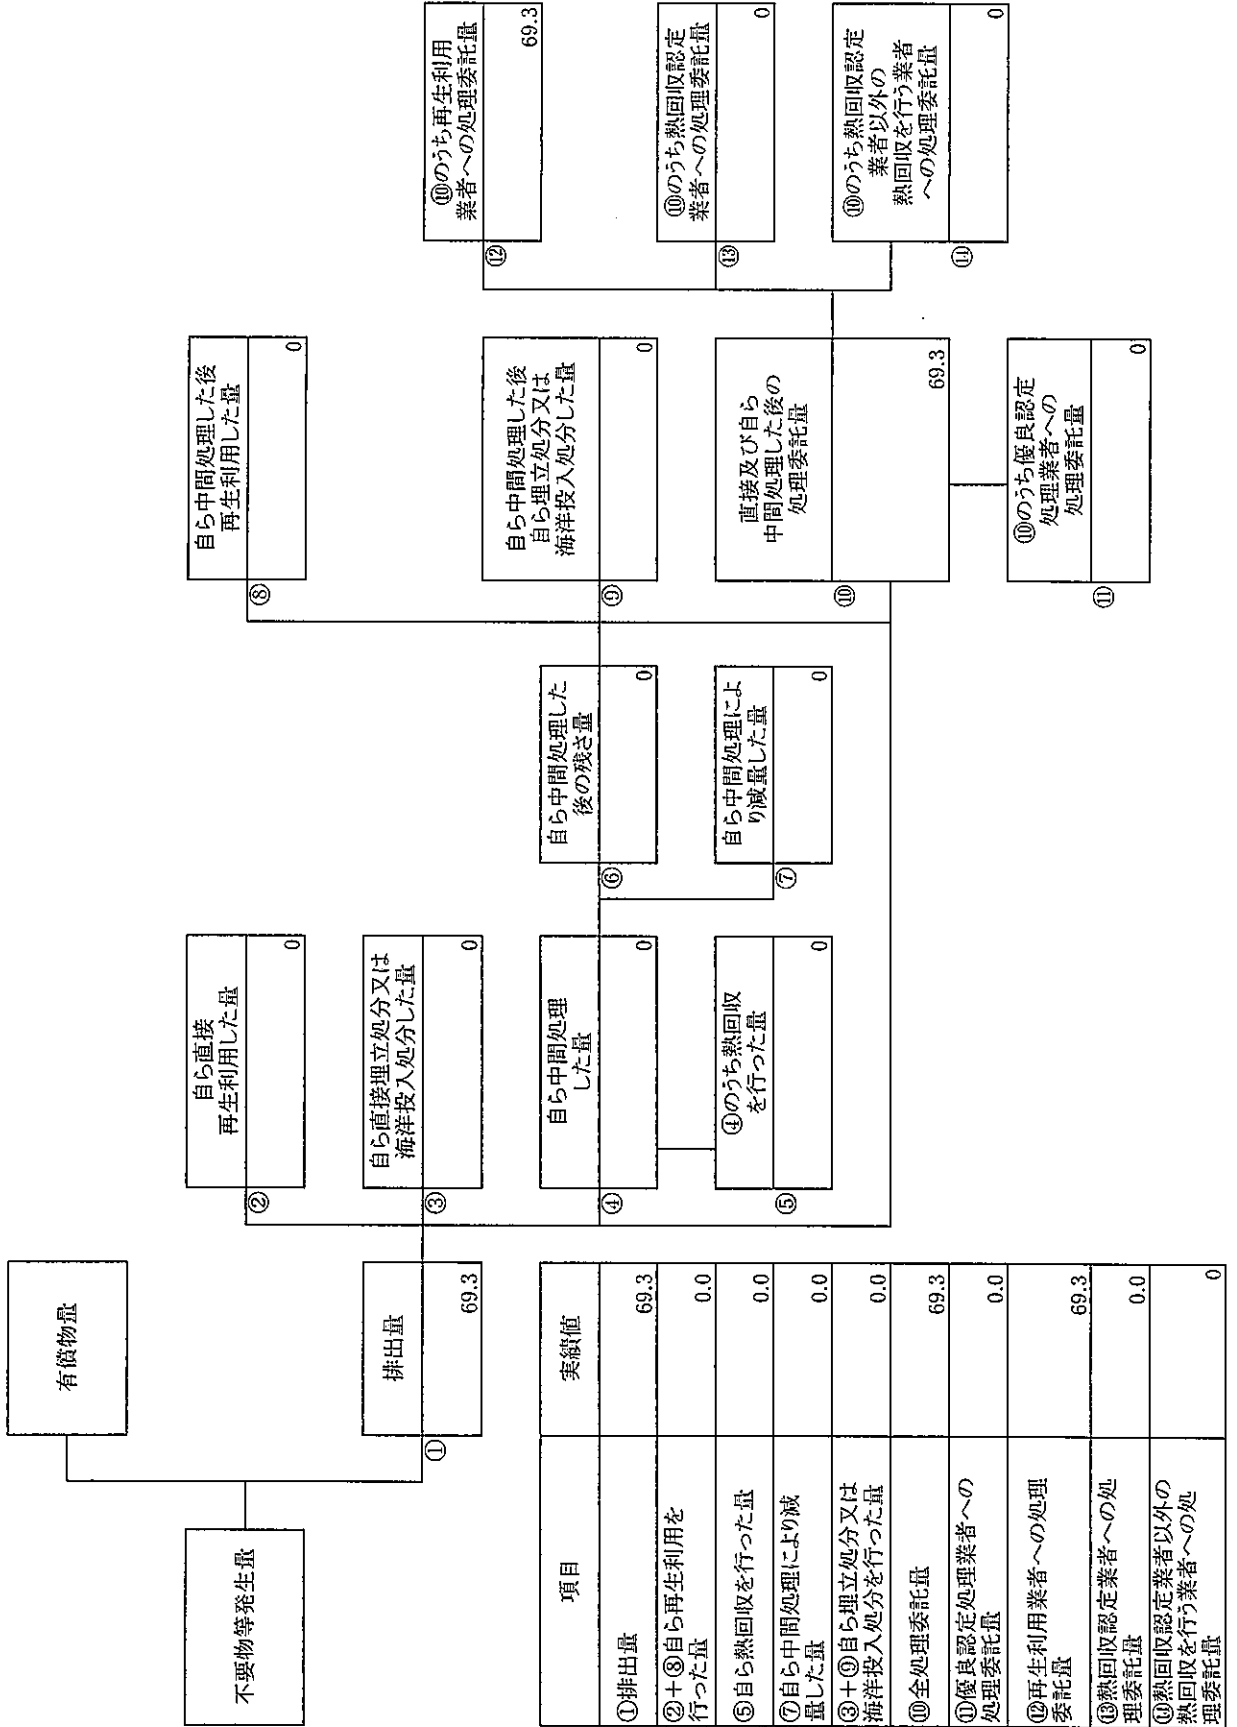 不要物等発生量
有償物量
①
排出量
69.3
②
自ら直接
再生利用した量
0
③
自ら直接埋立処分又は
海洋投入処分した量
0
④
自ら中間処理
した量
0
⑤
④のうち熱回収
を行った量
0
⑥
自ら中間処理した
後の残さ量
0
⑦
自ら中間処理によ
り減量した量
0
⑧
自ら中間処理した後
再生利用した量
0
⑨
自ら中間処理した後
自ら埋立処分又は
海洋投入処分した量
0
⑩
直接及び自ら
中間処理した後の
処理委託量
69.3
⑪
⑩のうち優良認定
処理業者への
処理委託量
0
⑫
⑩のうち再生利用
業者への処理委託量
69.3
⑬
⑩のうち熱回収認定
業者への処理委託量
0
⑭
⑩のうち熱回収認定
業者以外の
熱回収を行う業者
への処理委託量
0
項目
実績値
①排出量
69.3
②+⑧自ら再生利用を
行った量
0.0
⑤自ら熱回収を行った量
0.0
⑦自ら中間処理により減
量した量
0.0
③+⑨自ら埋立処分又は
海洋投入処分を行った量
0.0
⑩全処理委託量
69.3
⑪優良認定処理業者への
処理委託量
0.0
⑫再生利用業者への処理
委託量
69.3
⑬熱回収認定業者への処
理委託量
0.0
⑭熱回収認定業者以外の
熱回収を行う業者への処
理委託量
0